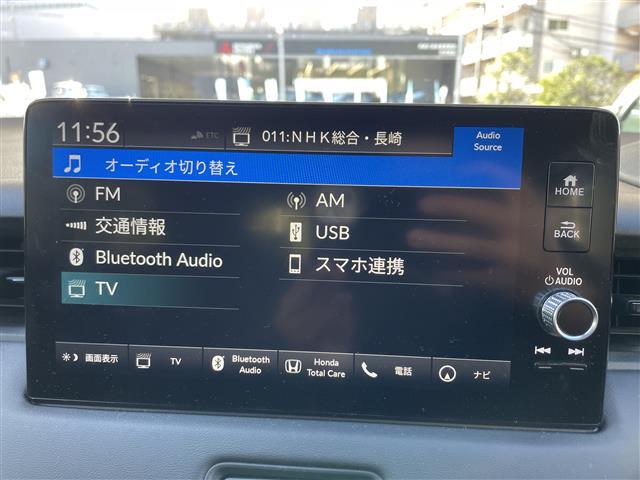 11:56
ETC
011:NHK総合・長崎
Audio
Source
オーディオ切り替え
FM
AM
交通情報
USB
Bluetooth Audio
スマホ連携
TV
HOME
BACK
VOL
AUDIO
画面表示
TV
Bluetooth
Audio
Honda
Total Care
電話
ナビ